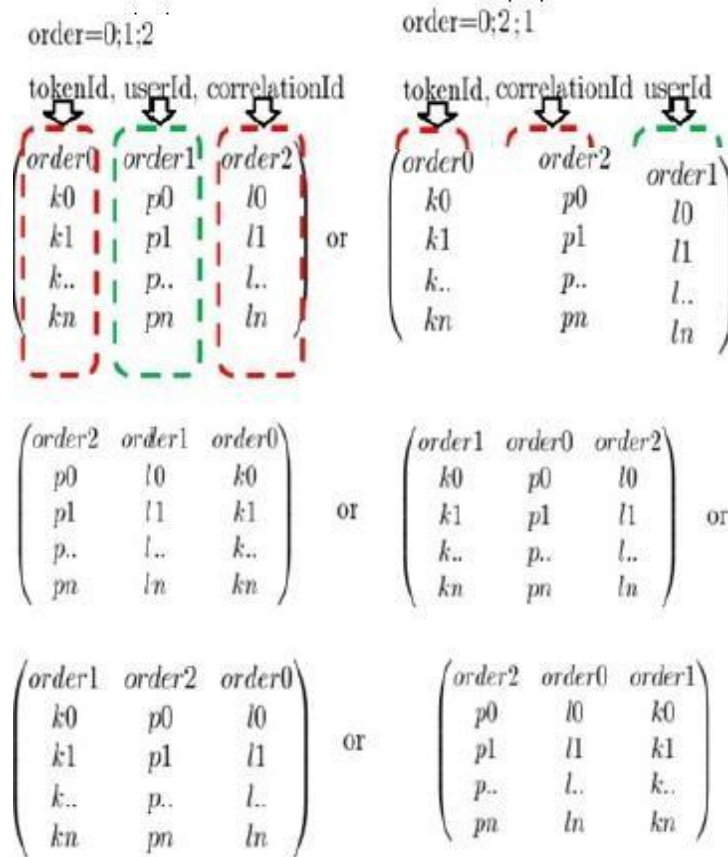 order=0;1;2
tokenId, userId, correlationId
order0 order1 order2
k0 p0 l0
k1 p1 l1
k.. p.. l..
kn pn ln
or
order=0;2;1
tokenId, correlationId userId
order0 order2 order1
k0 p0 l0
k1 p1 l1
k.. p.. l..
kn pn ln
order2 order1 order0
p0 l0 k0
p1 l1 k1
p.. l.. k..
pn ln kn
or
order1 order0 order2
k0 p0 l0
k1 p1 l1
k.. p.. l..
kn pn ln
or
order1 order2 order0
k0 p0 l0
k1 p1 l1
k.. p.. l..
kn pn ln
or
order2 order0 order1
p0 l0 k0
p1 l1 k1
p.. l.. k..
pn ln kn